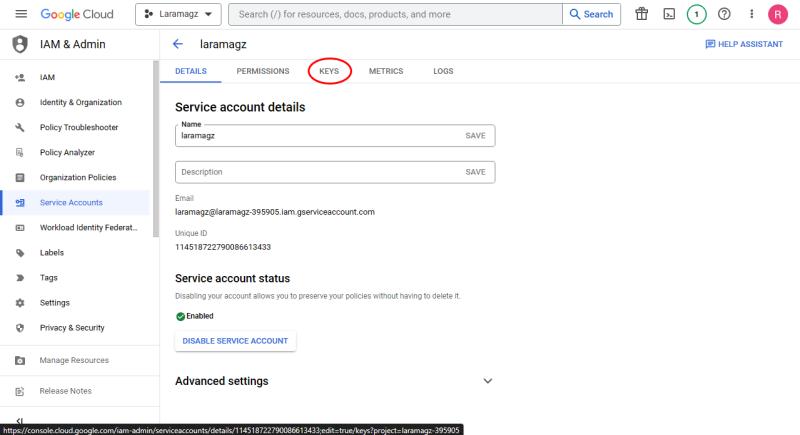 Google Cloud
Laramagz
Search (/) for resources, docs, products, and more
Search
1
R
IAM & Admin
laramagz
HELP ASSISTANT
IAM
Identity & Organization
Policy Troubleshooter
Policy Analyzer
Organization Policies
Service Accounts
Workload Identity Federat...
Labels
Tags
Settings
Privacy & Security
Manage Resources
Release Notes
DETAILS PERMISSIONS KEYS METRICS LOGS
Service account details
Name
laramagz SAVE
Description SAVE
Email
laramagz@laramagz-395905.iam.gserviceaccount.com
Unique ID
114518722790086613433
Service account status
Disabling your account allows you to preserve your policies without having to delete it.
Enabled
DISABLE SERVICE ACCOUNT
Advanced settings
https://console.cloud.google.com/iam-admin/serviceaccounts/details/114518722790086613433;edit=true/keys?project=laramagz-395905